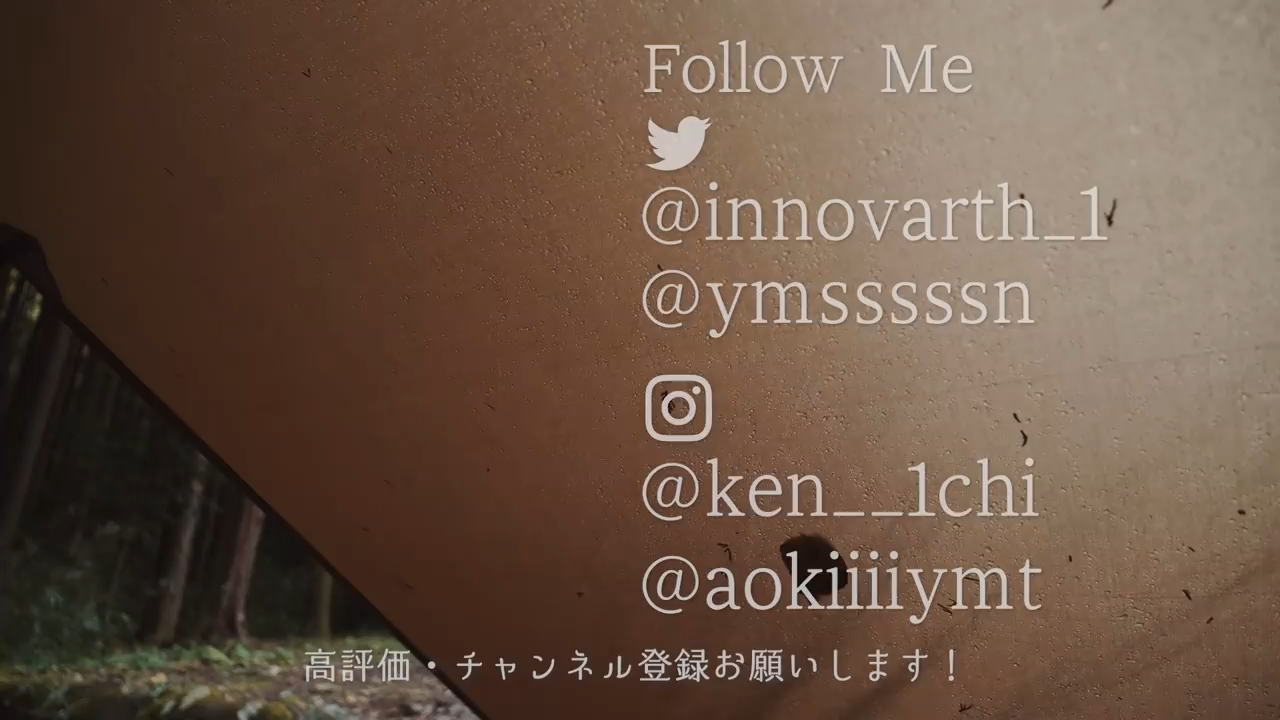 Follow Me
@innovarth_1
@ymsssssn
@ken__1chi
@aokiiiiymt
高評価・チャンネル登録お願いします！